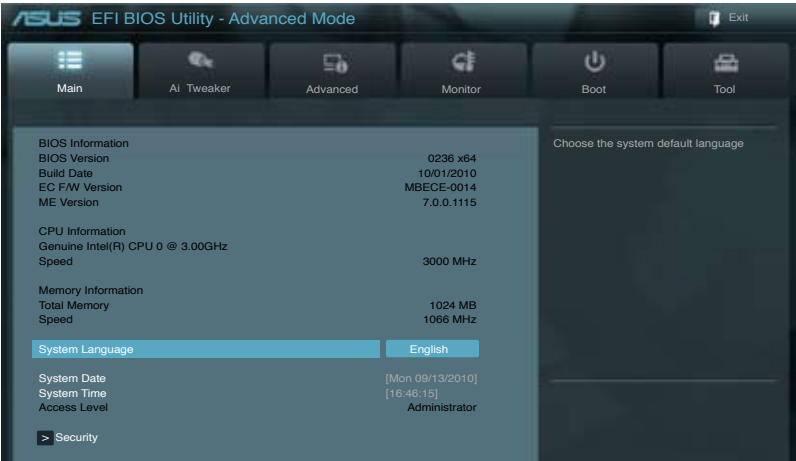 ASUS EFI BIOS Utility - Advanced Mode
Exit
Main
Ai Tweaker
Advanced
Monitor
Boot
Tool
BIOS Information
BIOS Version 0236 x64
Build Date 10/01/2010
EC F/W Version MBECE-0014
ME Version 7.0.0.1115
CPU Information
Genuine Intel(R) CPU 0 @ 3.00GHz
Speed 3000 MHz
Memory Information
Total Memory 1024 MB
Speed 1066 MHz
System Language English
System Date [Mon 09/13/2010]
System Time [16:46:15]
Access Level Administrator
> Security
Choose the system default language